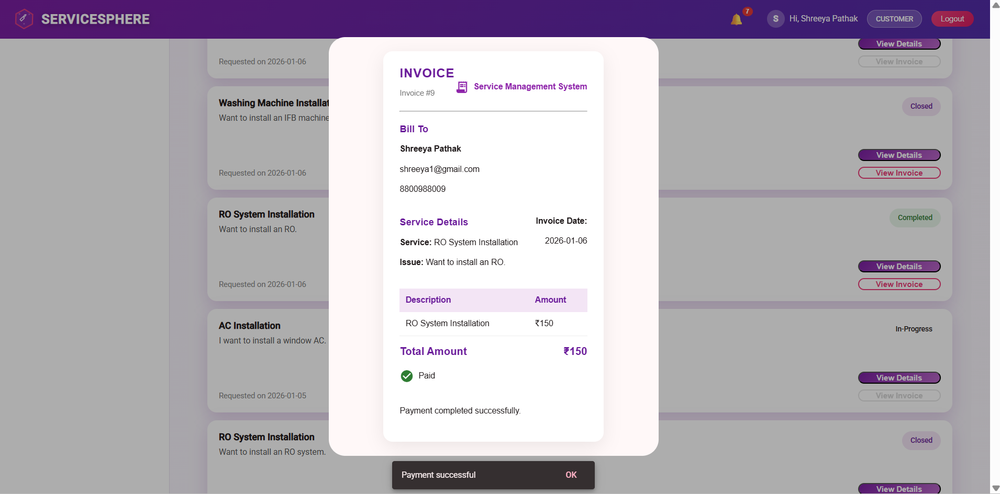 SERVICESPHERE
7
S
Hi, Shreeya Pathak
CUSTOMER
Logout
View Details
Requested on 2026-01-06
View Invoice
Washing Machine Installat
Want to install an IFB machine
Closed
View Details
Requested on 2026-01-06
View Invoice
RO System Installation
Want to install an RO.
Completed
View Details
Requested on 2026-01-06
View Invoice
AC Installation
I want to install a window AC.
In-Progress
View Details
Requested on 2026-01-05
View Invoice
RO System Installation
Want to install an RO system.
Closed
View Details
INVOICE
Invoice #9
Service Management System
Bill To
Shreeya Pathak
shreeya1@gmail.com
8800988009
Service Details
Invoice Date:
Service: RO System Installation
2026-01-06
Issue: Want to install an RO.
Description Amount
RO System Installation ₹150
Total Amount ₹150
Paid
Payment completed successfully.
Payment successful OK